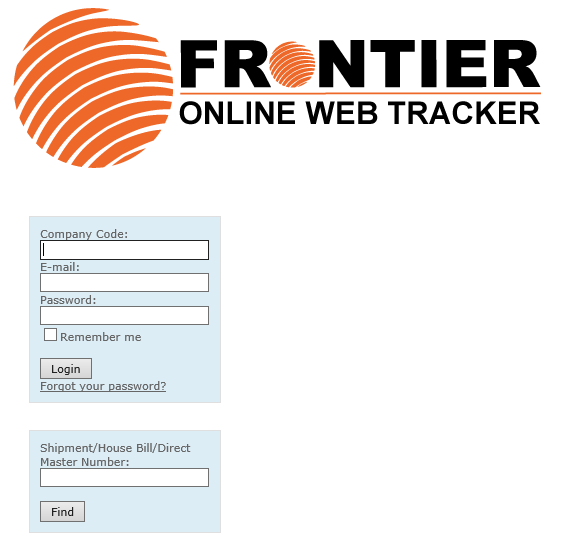 FRONTIER
ONLINE WEB TRACKER
Company Code:
E-mail:
Password:
Remember me
Login
Forgot your password?
Shipment/House Bill/Direct
Master Number:
Find